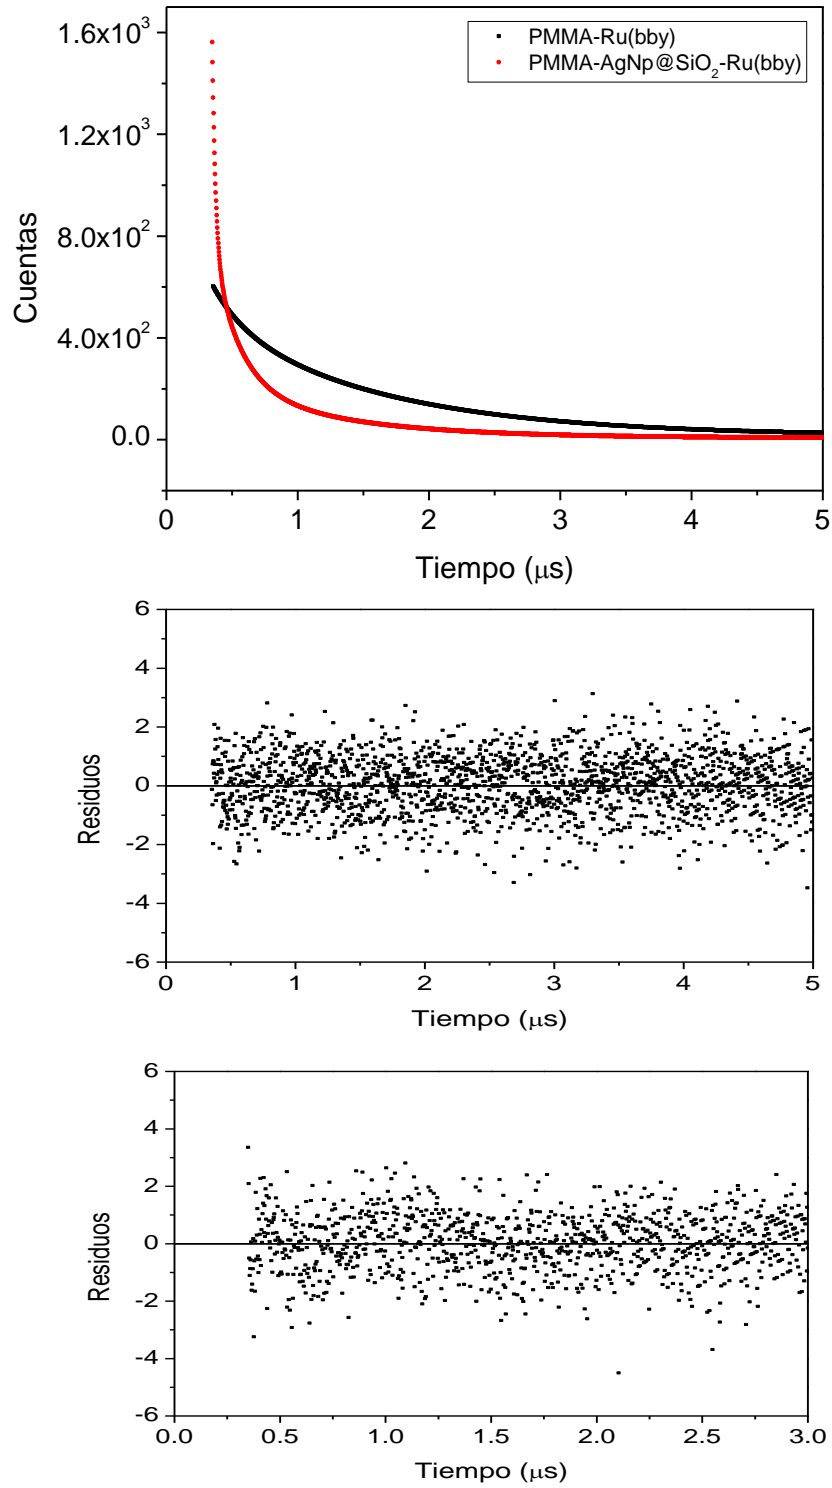 1.6x10³
1.2x10³
8.0x10²
4.0x10²
0.0
Cuentas
PMMA-Ru(bby)
PMMA-AgNp@SiO₂-Ru(bby)
0 1 2 3 4 5
Tiempo (μs)
6
4
2
0
-2
-4
-6
Residuos
0 1 2 3 4 5
Tiempo (μs)
6
4
2
0
-2
-4
-6
Residuos
0.0 0.5 1.0 1.5 2.0 2.5 3.0
Tiempo (μs)